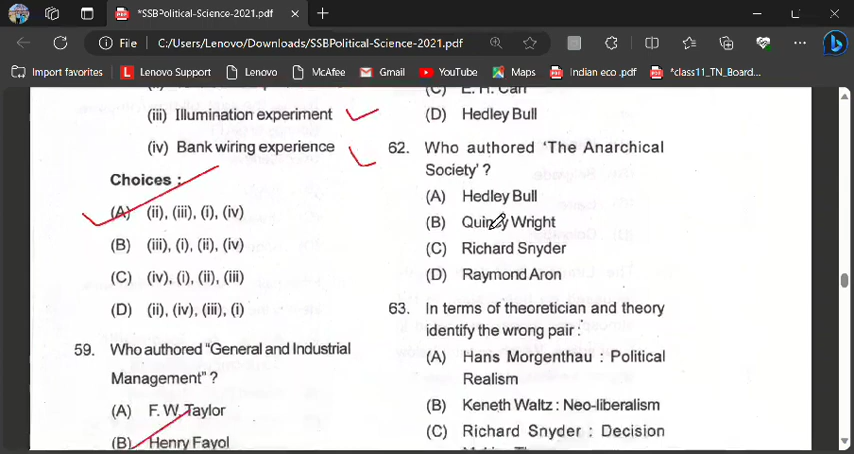 *SSBPolitical-Science-2021.pdf
File C:/Users/Lenovo/Downloads/SSBPolitical-Science-2021.pdf
Import favorites Lenovo Support Lenovo McAfee Gmail YouTube Maps Indian eco .pdf *class11_TN_Board...
(iii) Illumination experiment
(iv) Bank wiring experience
Choices :
(A) (ii), (iii), (i), (iv)
(B) (iii), (i), (ii), (iv)
(C) (iv), (i), (ii), (iii)
(D) (ii), (iv), (iii), (i)
59. Who authored "General and Industrial
Management" ?
(A) F. W. Taylor
(B) Henry Fayol
(C) E. H. Carr
(D) Hedley Bull
62. Who authored 'The Anarchical
Society' ?
(A) Hedley Bull
(B) Quincy Wright
(C) Richard Snyder
(D) Raymond Aron
63. In terms of theoretician and theory
identify the wrong pair :
(A) Hans Morgenthau : Political
Realism
(B) Keneth Waltz : Neo-liberalism
(C) Richard Snyder : Decision